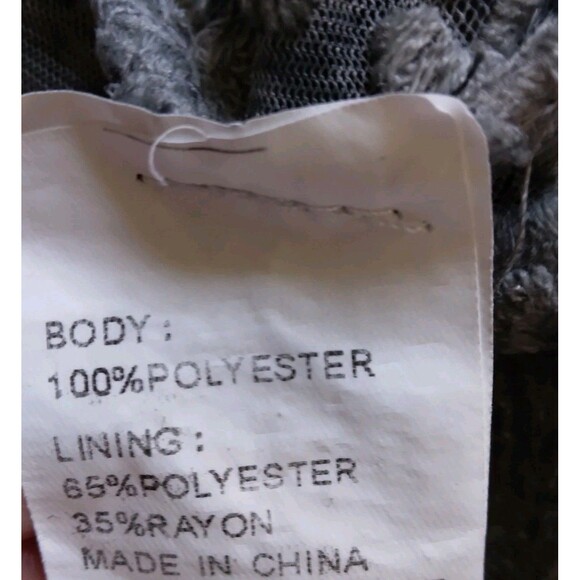 BODY:
100%POLYESTER
LINING:
65%POLYESTER
35%RAYON
MADE IN CHINA